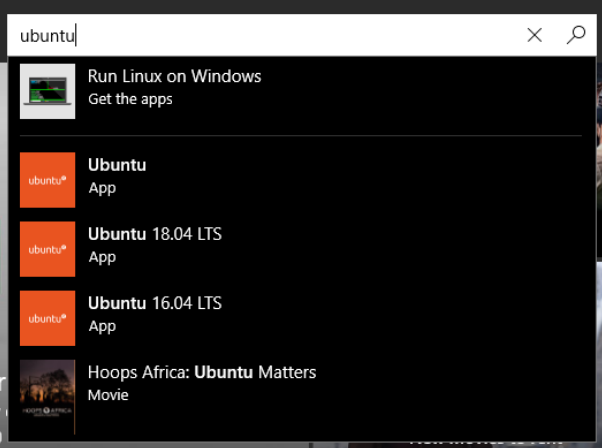 ubuntu
Run Linux on Windows
Get the apps
ubuntu
Ubuntu
App
ubuntu
Ubuntu 18.04 LTS
App
ubuntu
Ubuntu 16.04 LTS
App
HOOPS AFRICA
Hoops Africa: Ubuntu Matters
Movie